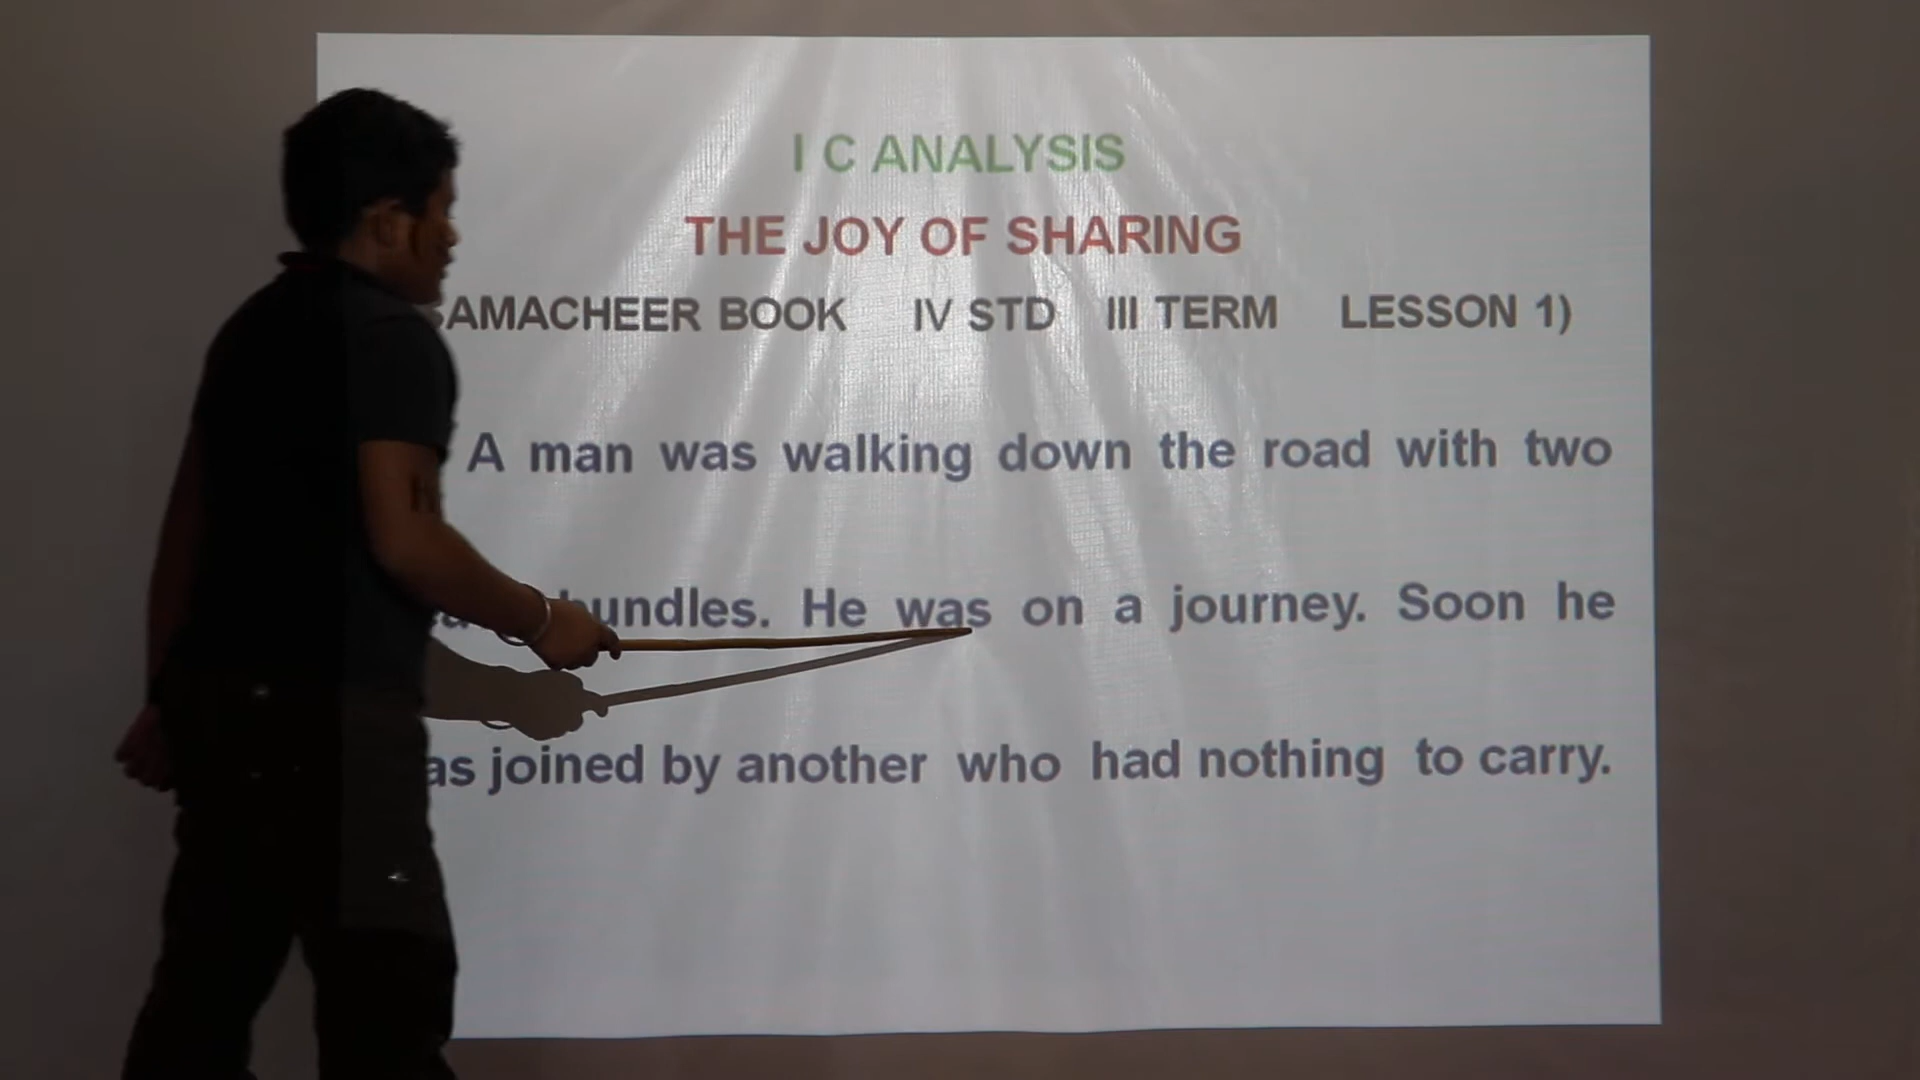 I C ANALYSIS
THE JOY OF SHARING
SAMACHEER BOOK IV STD III TERM LESSON 1)
A man was walking down the road with two
bundles. He was on a journey. Soon he
as joined by another who had nothing to carry.